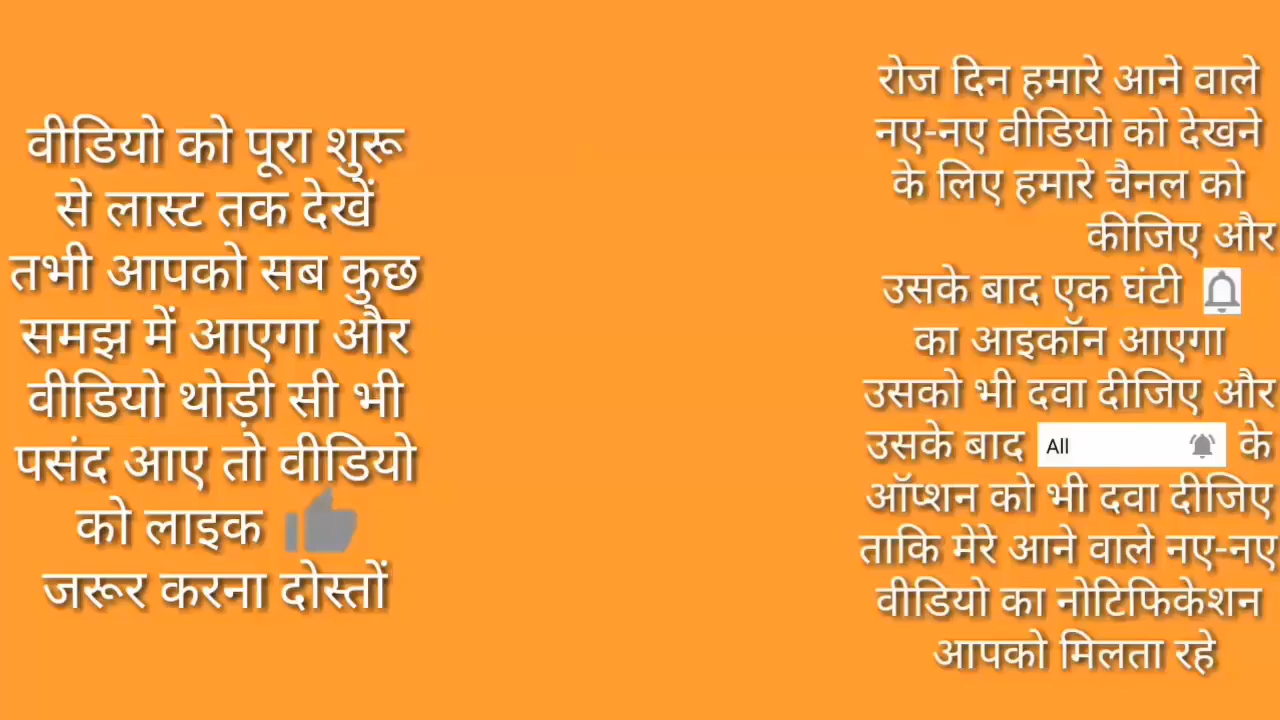 वीडियो को पूरा शुरू
से लास्ट तक देखें
तभी आपको सब कुछ
समझ में आएगा और
वीडियो थोड़ी सी भी
पसंद आए तो वीडियो
को लाइक
जरूर करना दोस्तों
रोज दिन हमारे आने वाले
नए-नए वीडियो को देखने
के लिए हमारे चैनल को
कीजिए और
उसके बाद एक घंटी
का आइकॉन आएगा
उसको भी दवा दीजिए और
उसके बाद All के
ऑप्शन को भी दवा दीजिए
ताकि मेरे आने वाले नए-नए
वीडियो का नोटिफिकेशन
आपको मिलता रहे